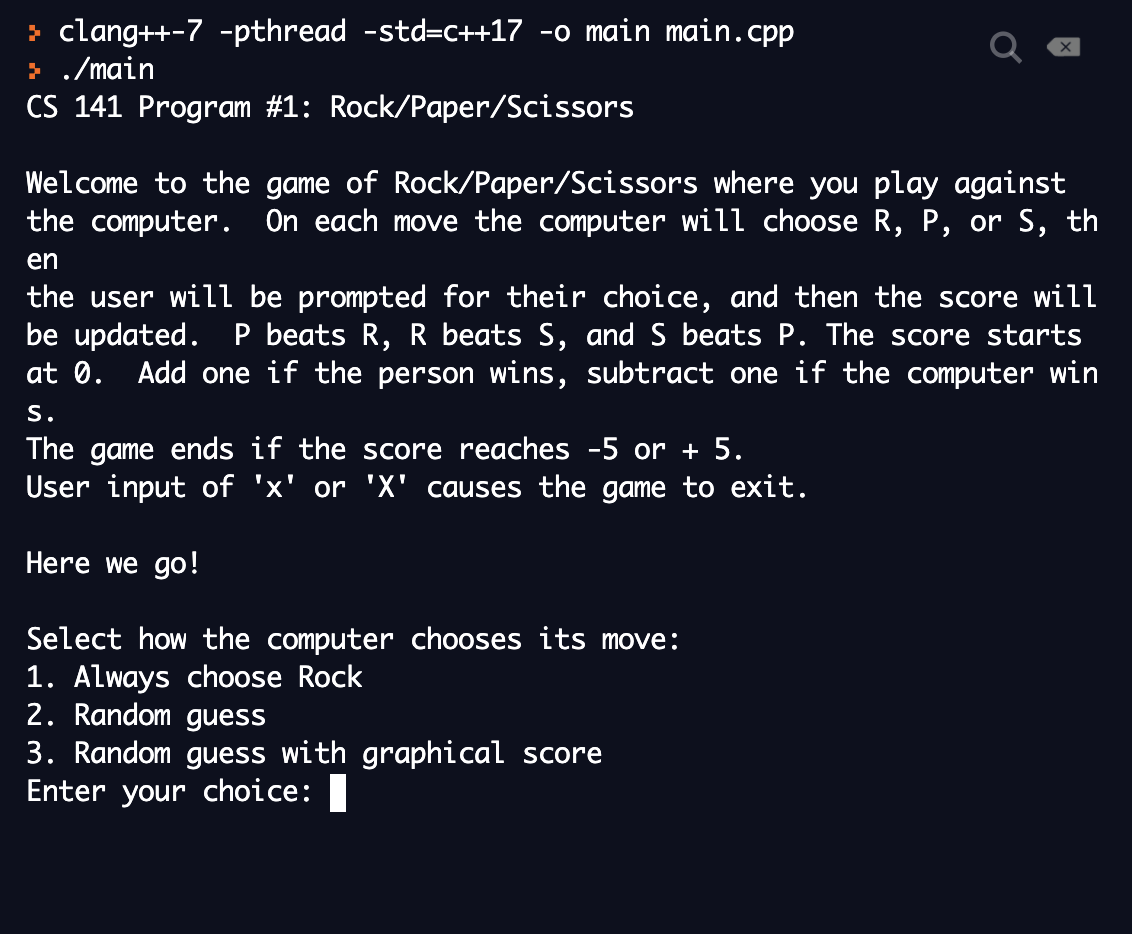 clang++-7 -pthread -std=c++17 -o main main.cpp
./main
CS 141 Program #1: Rock/Paper/Scissors
Welcome to the game of Rock/Paper/Scissors where you play against
the computer.  On each move the computer will choose R, P, or S, th
en
the user will be prompted for their choice, and then the score will
be updated.  P beats R, R beats S, and S beats P. The score starts
at 0.  Add one if the person wins, subtract one if the computer win
s.
The game ends if the score reaches -5 or + 5.
User input of 'x' or 'X' causes the game to exit.
Here we go!
Select how the computer chooses its move:
1. Always choose Rock
2. Random guess
3. Random guess with graphical score
Enter your choice: